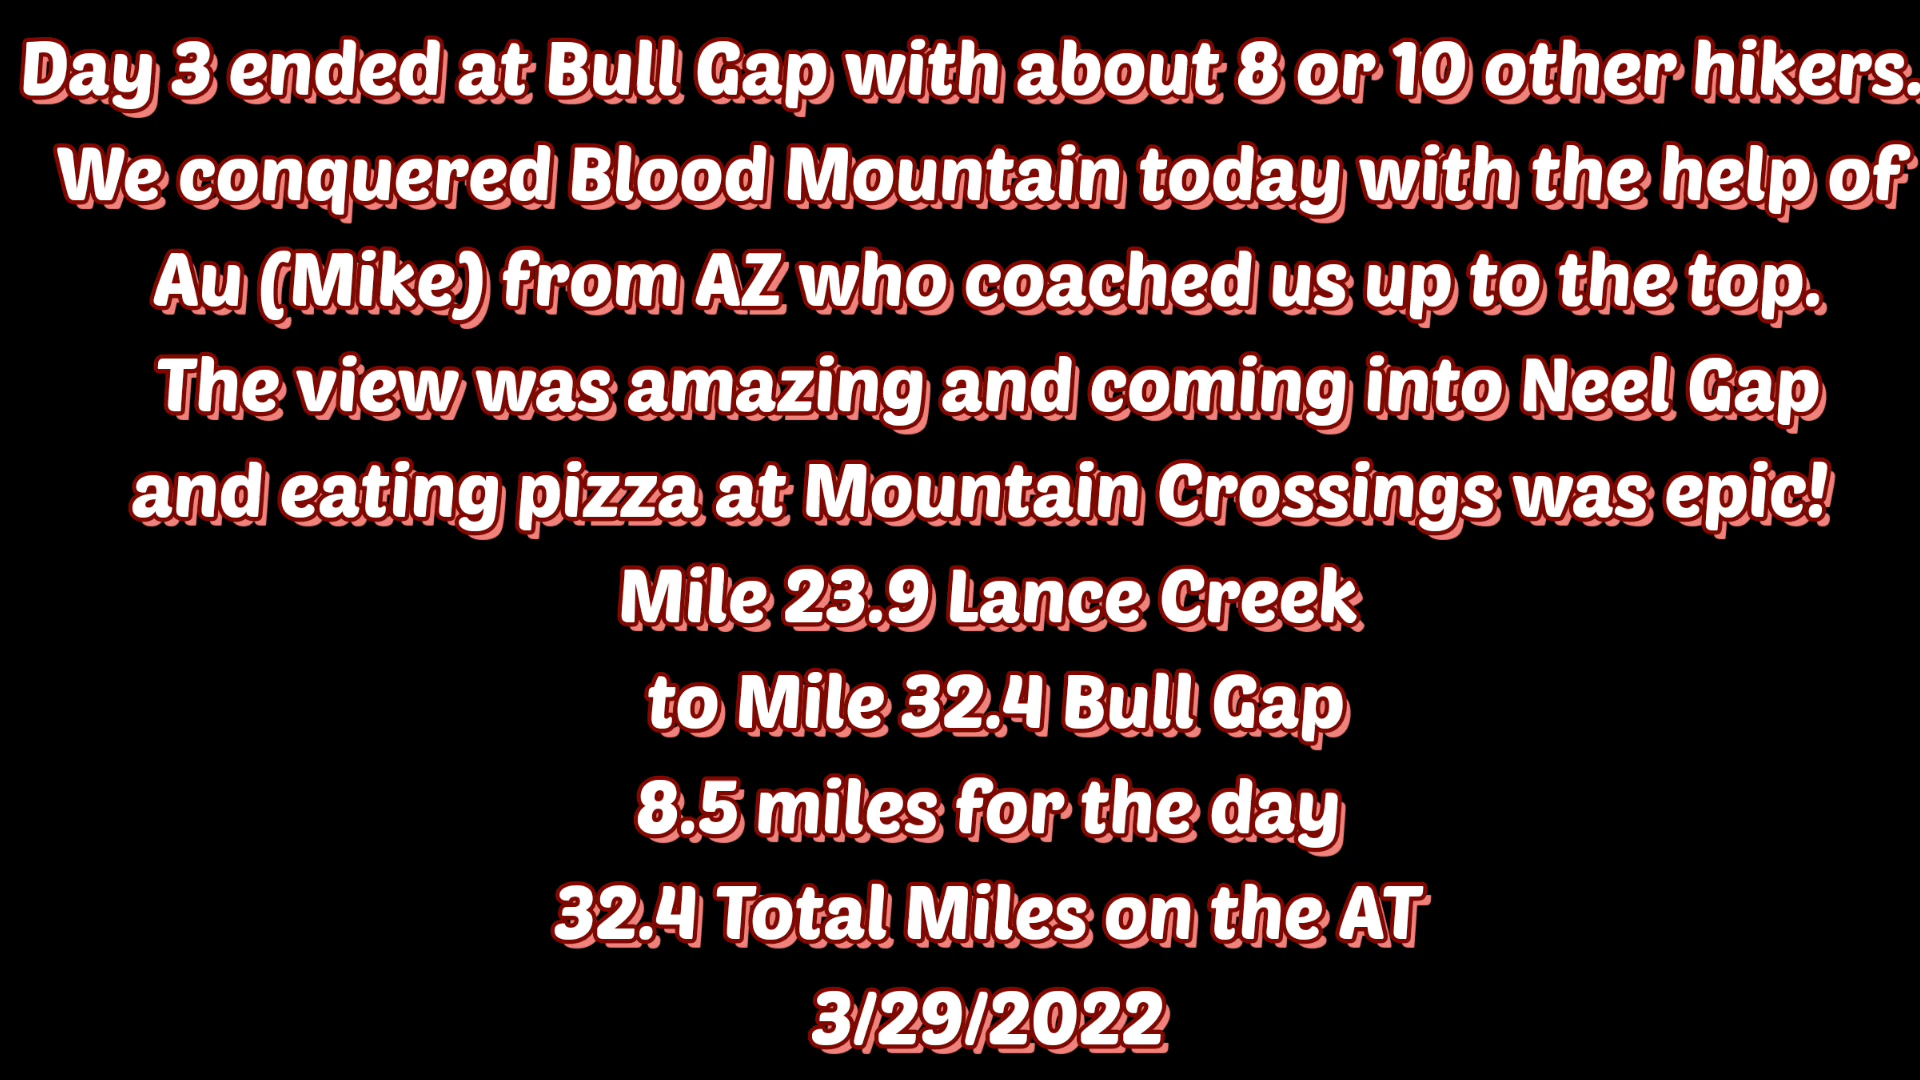 Day 3 ended at Bull Gap with about 8 or 10 other hikers.
We conquered Blood Mountain today with the help of
Au (Mike) from AZ who coached us up to the top.
The view was amazing and coming into Neel Gap
and eating pizza at Mountain Crossings was epic!
Mile 23.9 Lance Creek
to Mile 32.4 Bull Gap
8.5 miles for the day
32.4 Total Miles on the AT
3/29/2022